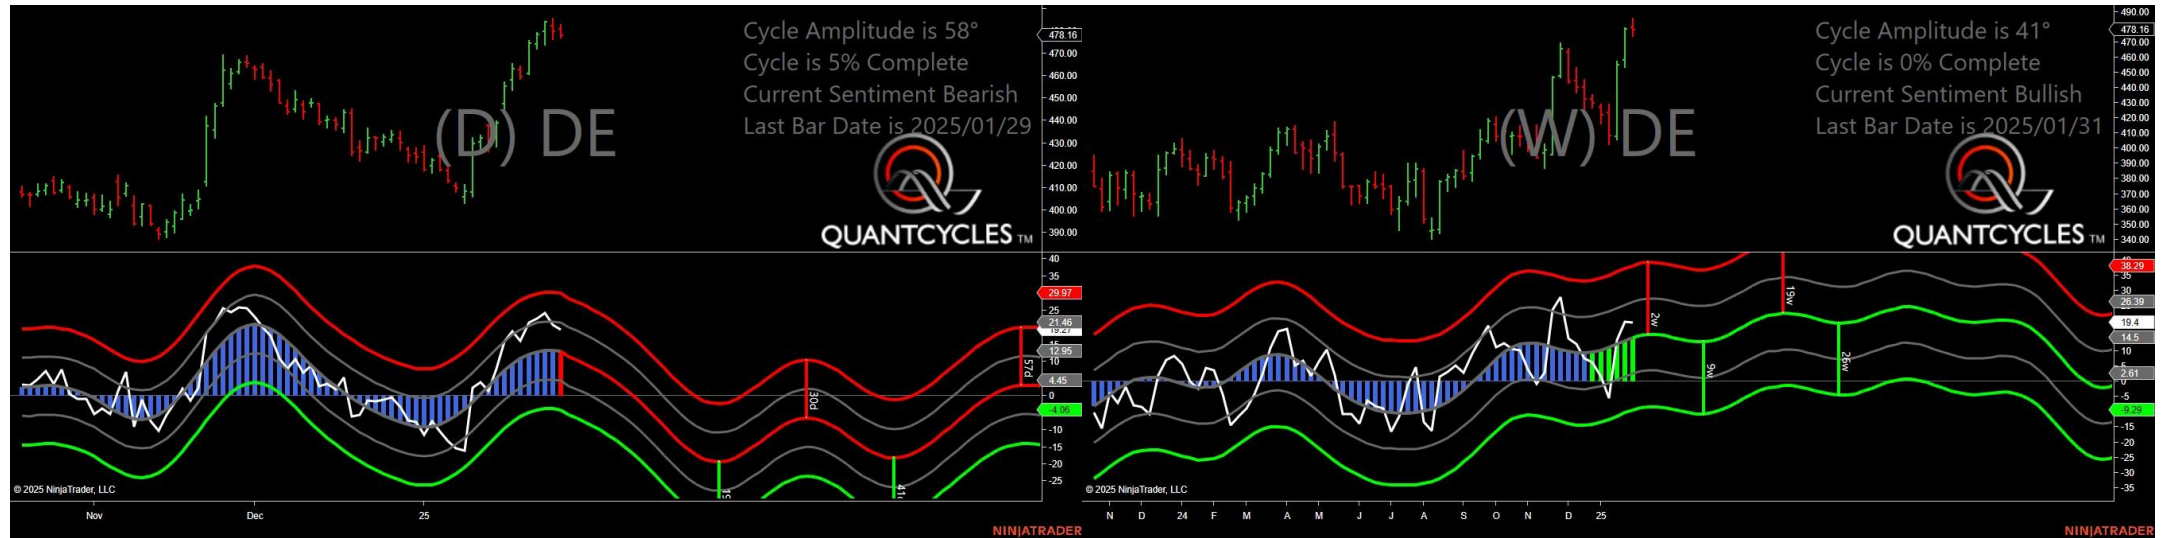 Cycle Amplitude is 58°
Cycle is 5% Complete
Current Sentiment Bearish
Last Bar Date is 2025/01/29
(D) DE
QUANTCYCLES TM
478.16
470.00
460.00
450.00
440.00
430.00
420.00
410.00
400.00
390.00
40
35
29.97
25
21.46
19.27
15
12.95
10
4.45
0
-4.06
-10
-15
-20
-25
30d
57d
© 2025 NinjaTrader, LLC
Nov
Dec
25
NINJATRADER
Cycle Amplitude is 41°
Cycle is 0% Complete
Current Sentiment Bullish
Last Bar Date is 2025/01/31
(W) DE
QUANTCYCLES TM
490.00
478.16
470.00
460.00
450.00
440.00
430.00
420.00
410.00
400.00
390.00
380.00
370.00
360.00
350.00
340.00
38.29
35
30
26.39
19.4
14.5
10
5
2.61
0
-5
-9.29
-15
-20
-25
-30
-35
2w
9w
19w
26w
© 2025 NinjaTrader, LLC
N D 24 F M A M J J A S O N D 25
NINJATRADER